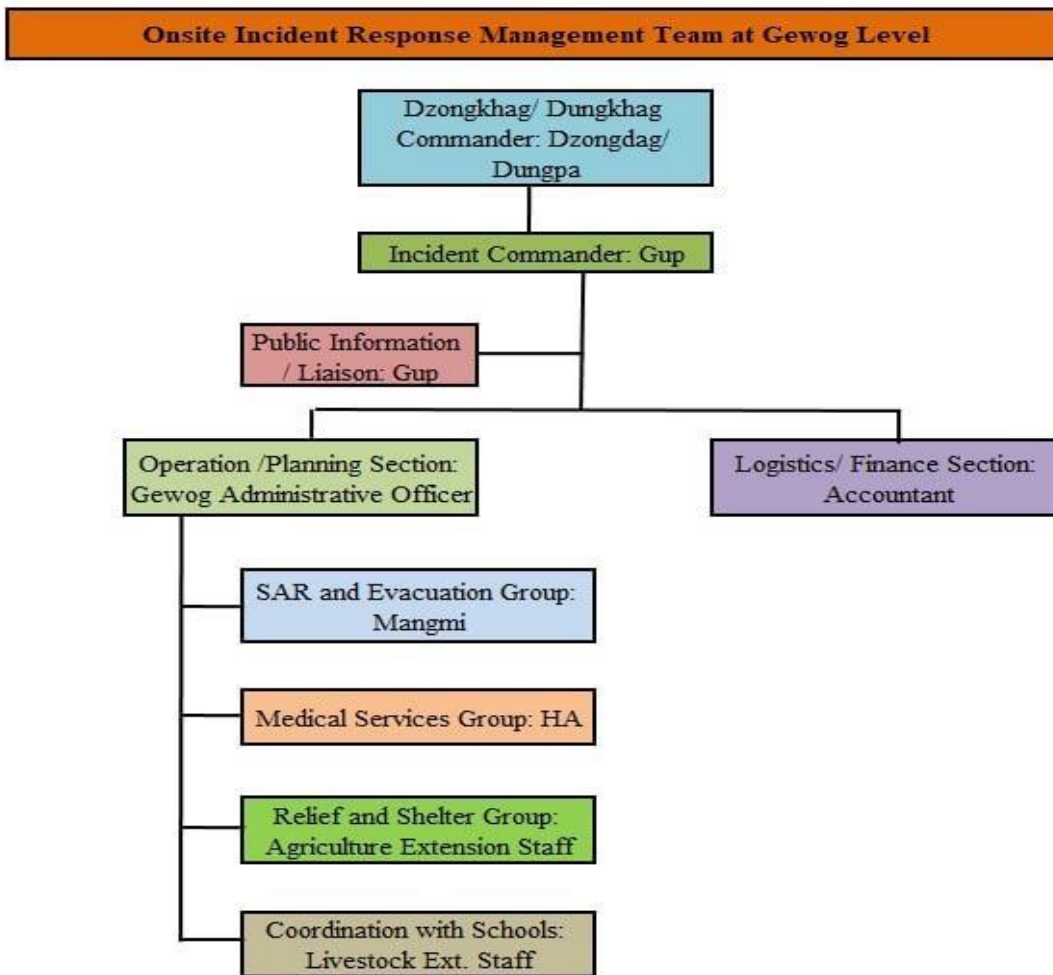 Onsite Incident Response Management Team at Gewog Level
Dzongkhag/ Dungkhag
Commander: Dzongdag/
Dungpa
Incident Commander: Gup
Public Information
/ Liaison: Gup
Operation /Planning Section:
Gewog Administrative Officer
Logistics/ Finance Section:
Accountant
SAR and Evacuation Group:
Mangmi
Medical Services Group: HA
Relief and Shelter Group:
Agriculture Extension Staff
Coordination with Schools:
Livestock Ext. Staff